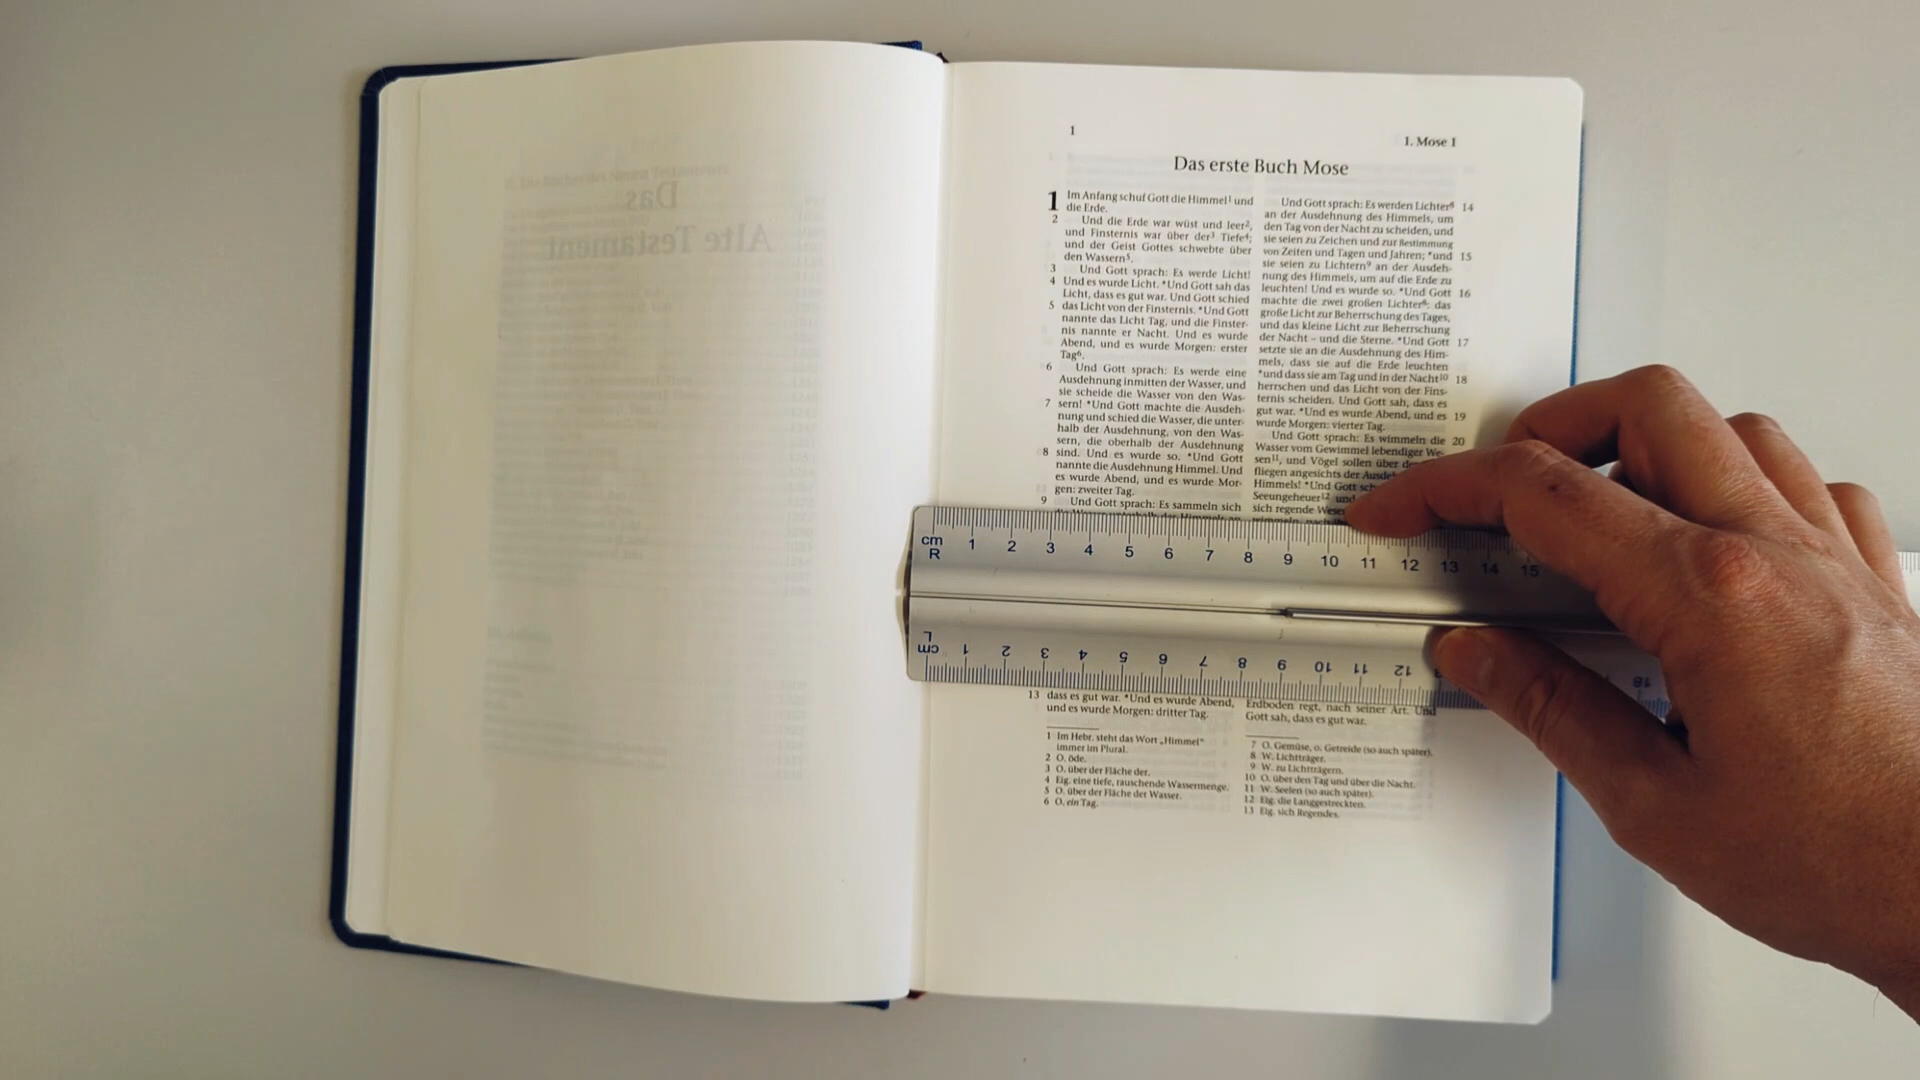 1
1. Mose 1
Das erste Buch Mose
1 Im Anfang schuf Gott die Himmel¹ und
die Erde.
2 Und die Erde war wüst und leer²,
und Finsternis war über der³ Tiefe⁴;
und der Geist Gottes schwebte über
den Wassern⁵.
3 Und Gott sprach: Es werde Licht!
4 Und es wurde Licht. *Und Gott sah das
Licht, dass es gut war. Und Gott schied
5 das Licht von der Finsternis. *Und Gott
nannte das Licht Tag, und die Finster-
nis nannte er Nacht. Und es wurde
Abend, und es wurde Morgen: erster
Tag⁶.
6 Und Gott sprach: Es werde eine
Ausdehnung inmitten der Wasser, und
sie scheide die Wasser von den Was-
7 sern! *Und Gott machte die Ausdeh-
nung und schied die Wasser, die unter-
halb der Ausdehnung, von den Was-
sern, die oberhalb der Ausdehnung
8 sind. Und es wurde so. *Und Gott
nannte die Ausdehnung Himmel. Und
es wurde Abend, und es wurde Mor-
gen: zweiter Tag.
9 Und Gott sprach: Es sammeln sich
13 dass es gut war. *Und es wurde Abend,
und es wurde Morgen: dritter Tag.
1 Im Hebr. steht das Wort „Himmel"
immer im Plural.
2 O. öde.
3 O. über der Fläche der.
4 Eig. eine tiefe, rauschende Wassermenge.
5 O. über der Fläche der Wasser.
6 O. ein Tag.
Und Gott sprach: Es werden Lichter⁸ 14
an der Ausdehnung des Himmels, um
den Tag von der Nacht zu scheiden, und
sie seien zu Zeichen und zur Bestimmung
von Zeiten und Tagen und Jahren; *und 15
sie seien zu Lichtern⁹ an der Ausdeh-
nung des Himmels, um auf die Erde zu
leuchten! Und es wurde so. *Und Gott 16
machte die zwei großen Lichter⁸: das
große Licht zur Beherrschung des Tages,
und das kleine Licht zur Beherrschung
der Nacht – und die Sterne. *Und Gott 17
setzte sie an die Ausdehnung des Him-
mels, dass sie auf die Erde leuchten
*und dass sie am Tag und in der Nacht¹⁰ 18
herrschen und das Licht von der Fins-
ternis scheiden. Und Gott sah, dass es
gut war. *Und es wurde Abend, und es 19
wurde Morgen: vierter Tag.
Und Gott sprach: Es wimmeln die 20
Wasser vom Gewimmel lebendiger We-
sen¹¹, und Vögel sollen über
fliegen angesichts der
Himmels! *Und Gott
Seeungeheuer¹² und
sich regende
Erdboden regt, nach seiner Art. Und
Gott sah, dass es gut war.
7 O. Gemüse, o. Getreide (so auch später).
8 W. Lichtträger.
9 W. zu Lichtträgern.
10 O. über den Tag und über die Nacht.
11 W. Seelen (so auch später).
12 Eig. die Langgestreckten.
13 Eig. sich Regendes.
Das
Alte Testament
cm 1 2 3 4 5 6 7 8 9 10 11 12 13 14 15
R
L
cm 1 2 3 4 5 6 7 8 9 10 11 12 18